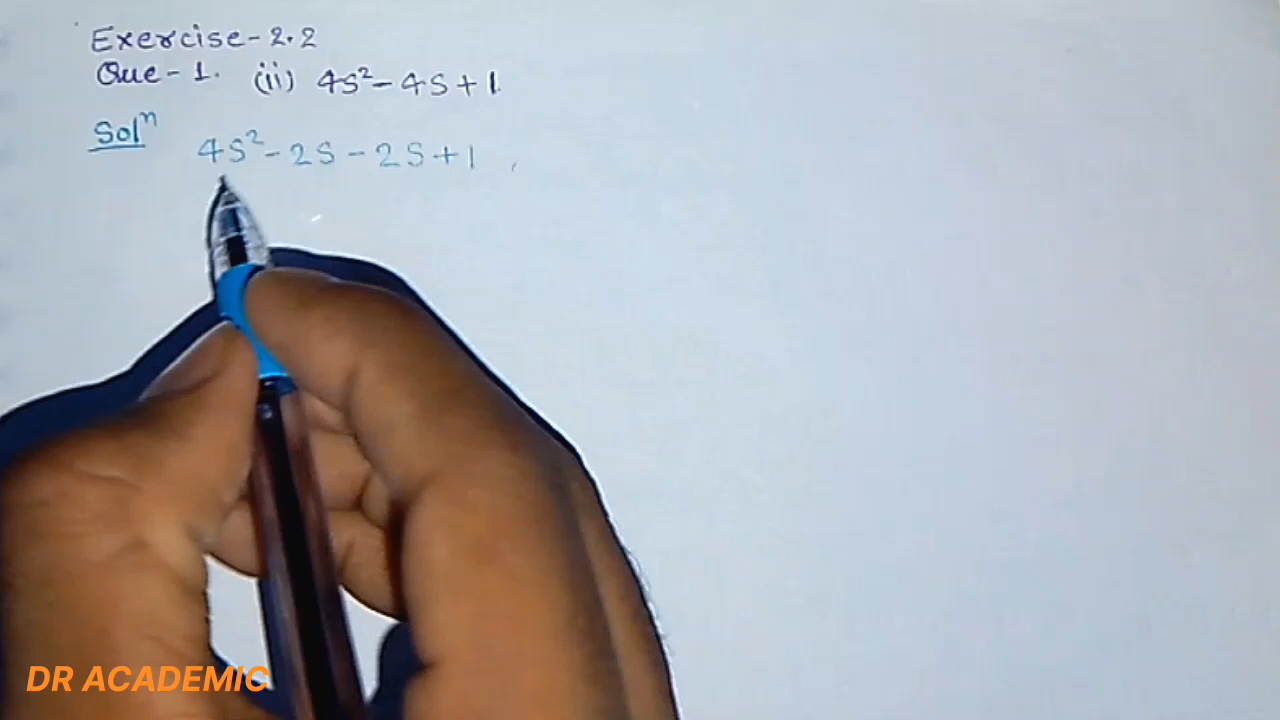 Exercise-2.2
Que-1. (ii) 4s²-4s+1
Solⁿ
4s²-2s-2s+1
DR ACADEMIC